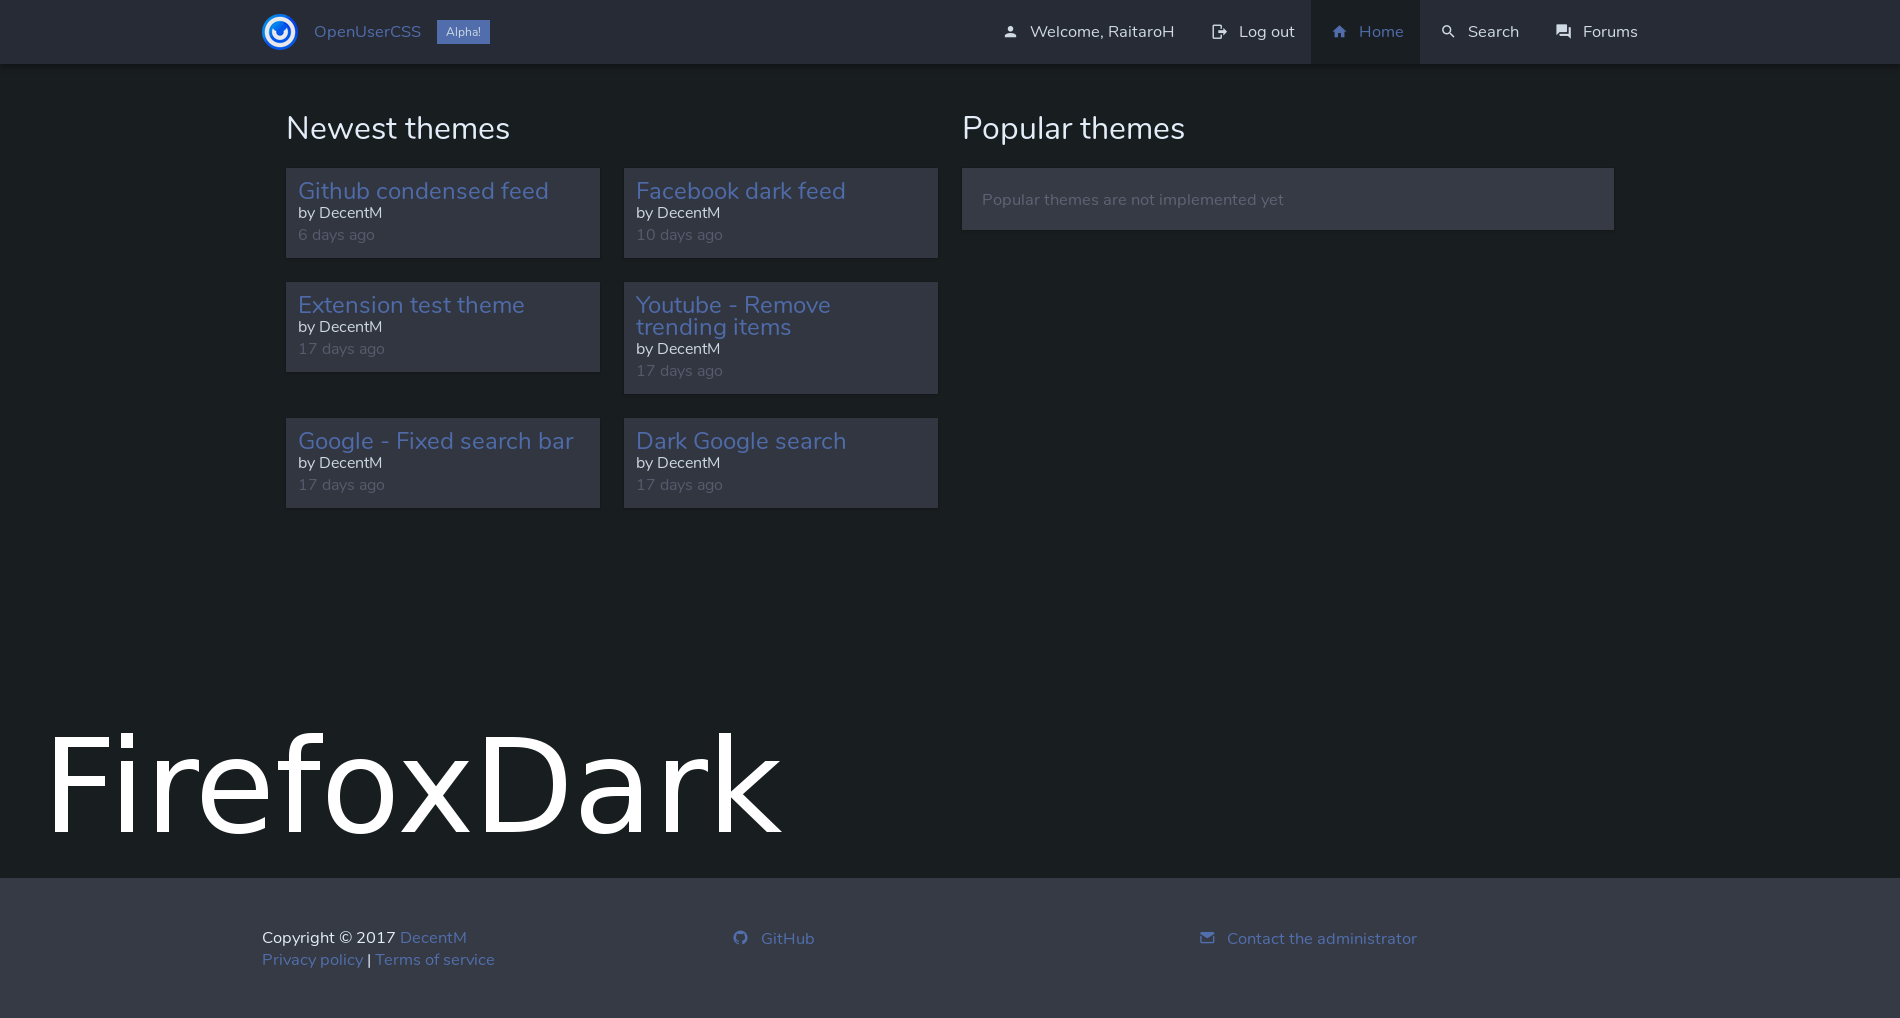 OpenUserCSS
Alpha!
Welcome, RaitaroH
Log out
Home
Search
Forums
Newest themes
Github condensed feed
by DecentM
6 days ago
Facebook dark feed
by DecentM
10 days ago
Extension test theme
by DecentM
17 days ago
Youtube - Remove
trending items
by DecentM
17 days ago
Google - Fixed search bar
by DecentM
17 days ago
Dark Google search
by DecentM
17 days ago
Popular themes
Popular themes are not implemented yet
FirefoxDark
Copyright © 2017 DecentM
Privacy policy | Terms of service
GitHub
Contact the administrator